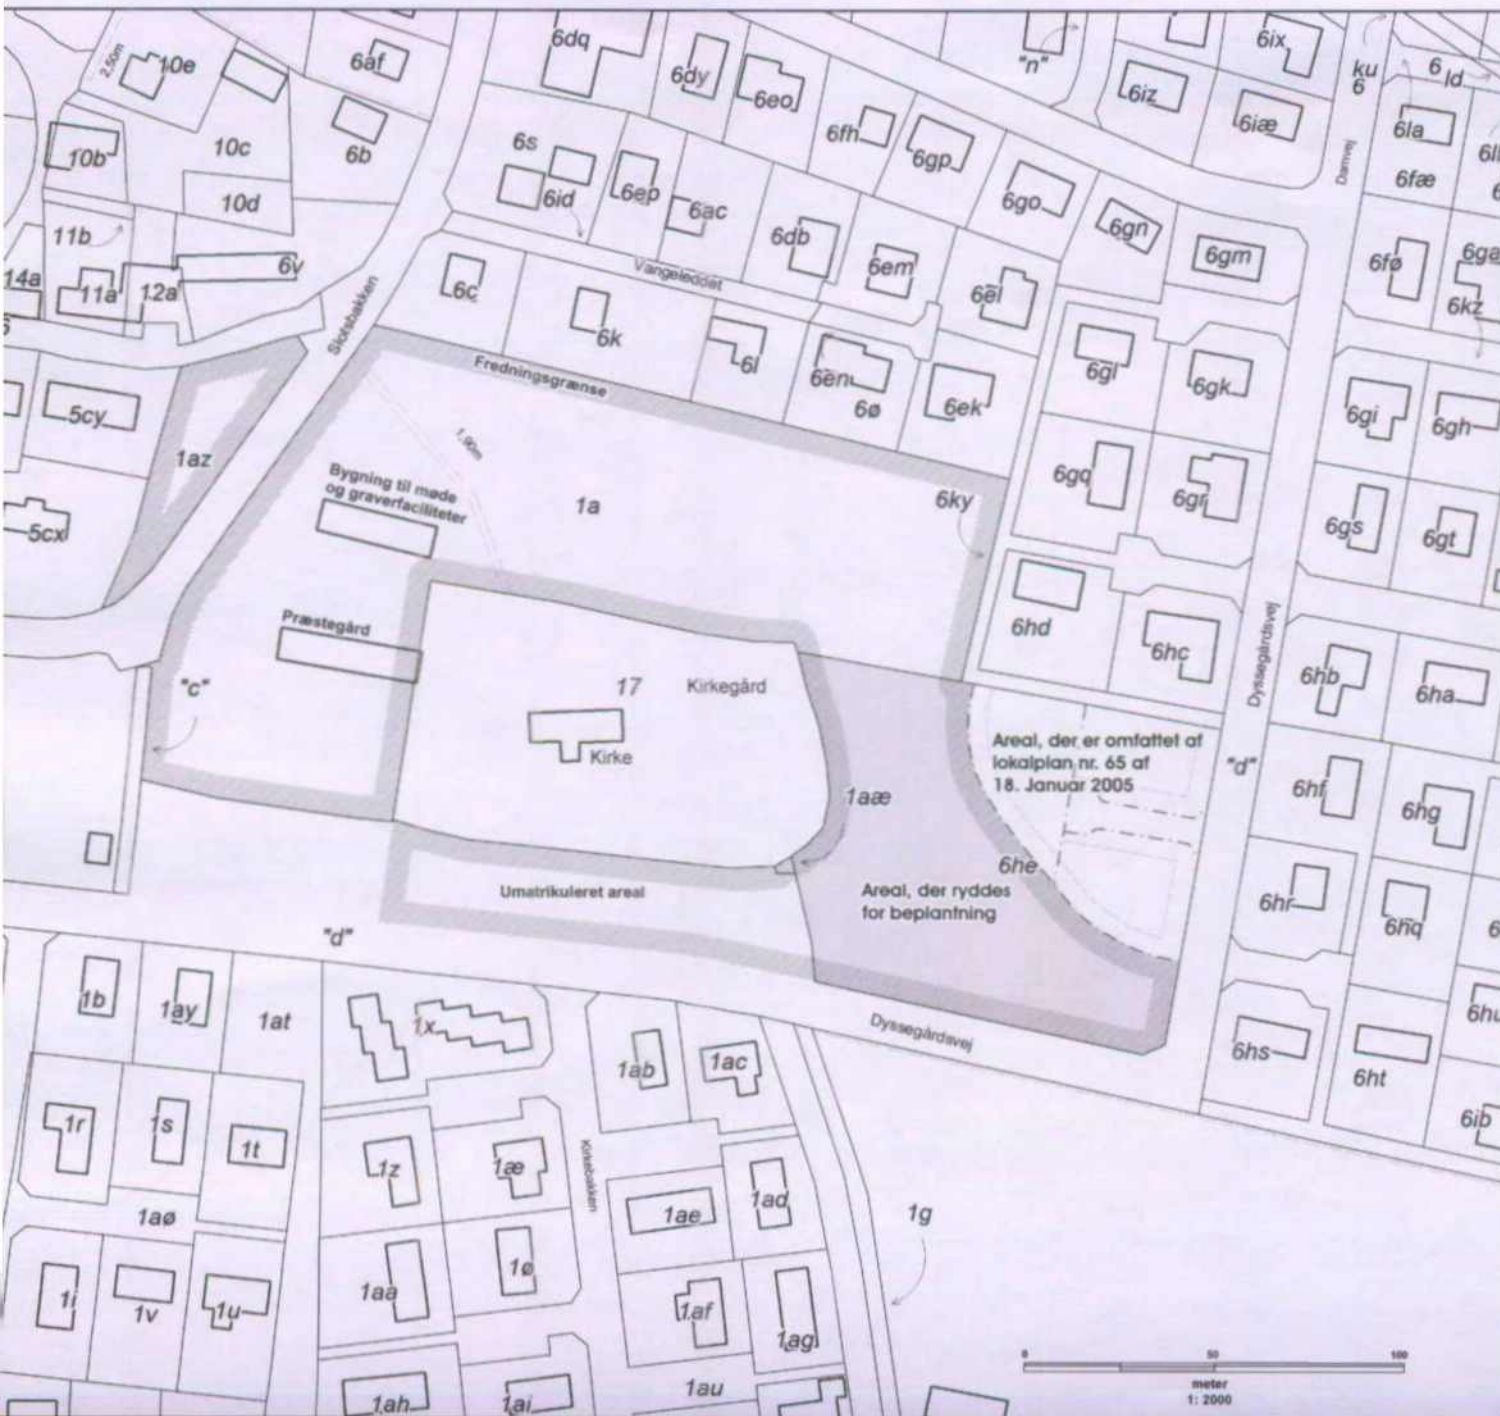 6dq
6ix
10e
2,50m
6af
6dy
"n"
ku
6
6
ld
6eo
6iz
6iæ
6la
6fh
10b
10c
6b
6s
6gp
Damvej
6fæ
10d
6id
6ep
6ac
6go
11b
6db
6gn
6gm
6fø
6ga
14a
11a
12a
6v
6c
Vangeleddet
6em
6el
6kz
Slotsbakken
6k
6l
6en
6ø
6ek
6gl
6gk
Fredningsgrænse
5cy
6gi
6gh
1az
1,90m
Bygning til møde
og graverfaciliteter
1a
6ky
6gq
6gr
5cx
6gs
6gt
Præstegård
6hd
6hc
Dyssegårdsvej
6hb
6ha
"c"
17
Kirkegård
Kirke
Areal, der er omfattet af
lokalplan nr. 65 af
18. Januar 2005
"d"
1aæ
6hf
6hg
6he
Umatrikuleret areal
Areal, der ryddes
for beplantning
6hr
6hq
"d"
1b
1ay
1at
1x
Dyssegårdsvej
6hu
1ab
1ac
6hs
6ht
1r
1s
1t
1z
1æ
Kirkebakken
6ib
1aø
1ae
1ad
1g
1i
1v
1u
1aa
1ø
1af
1ag
1ah
1ai
1au
0 50 100
meter
1: 2000